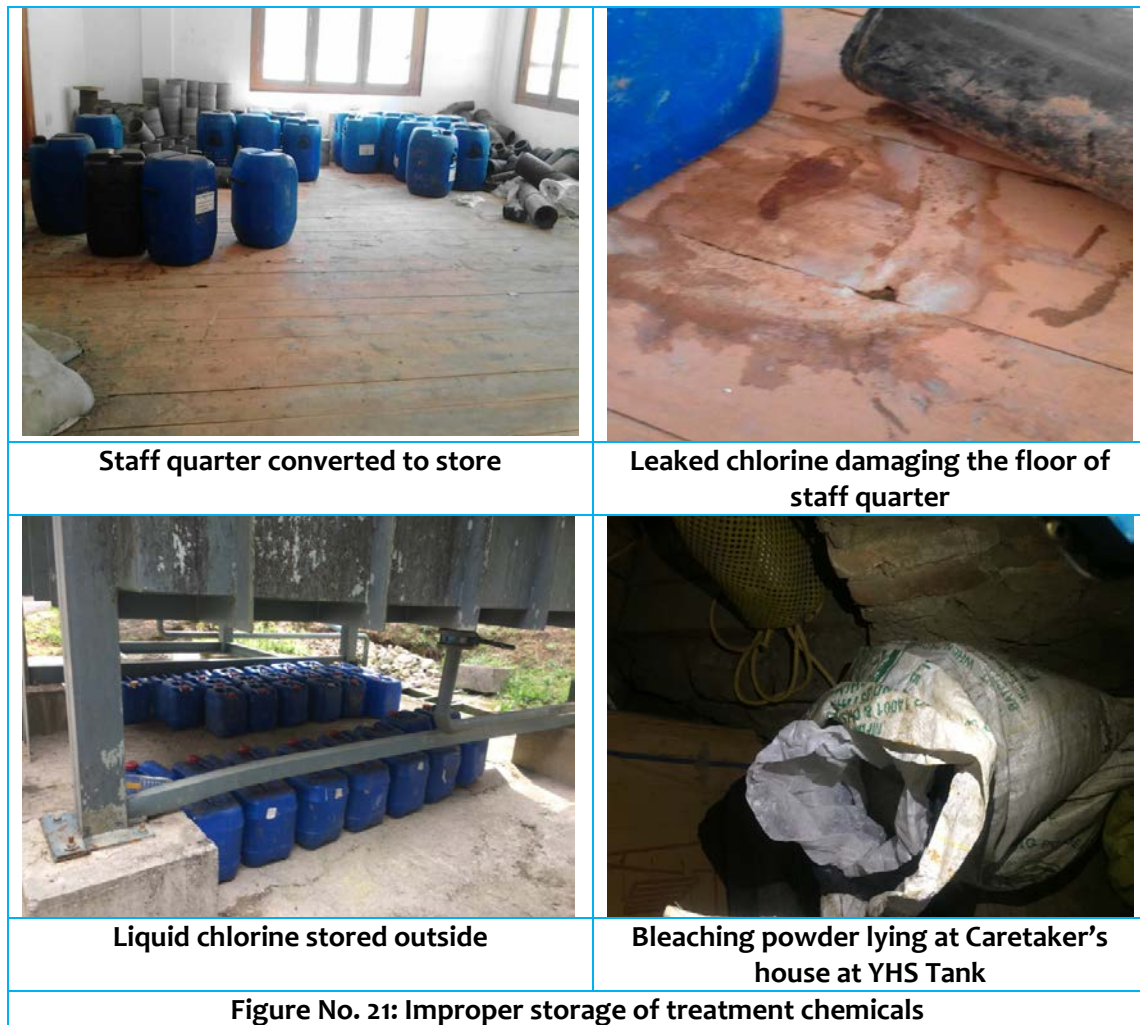 Staff quarter converted to store
Leaked chlorine damaging the floor of
staff quarter
Liquid chlorine stored outside
Bleaching powder lying at Caretaker’s
house at YHS Tank
Figure No. 21: Improper storage of treatment chemicals